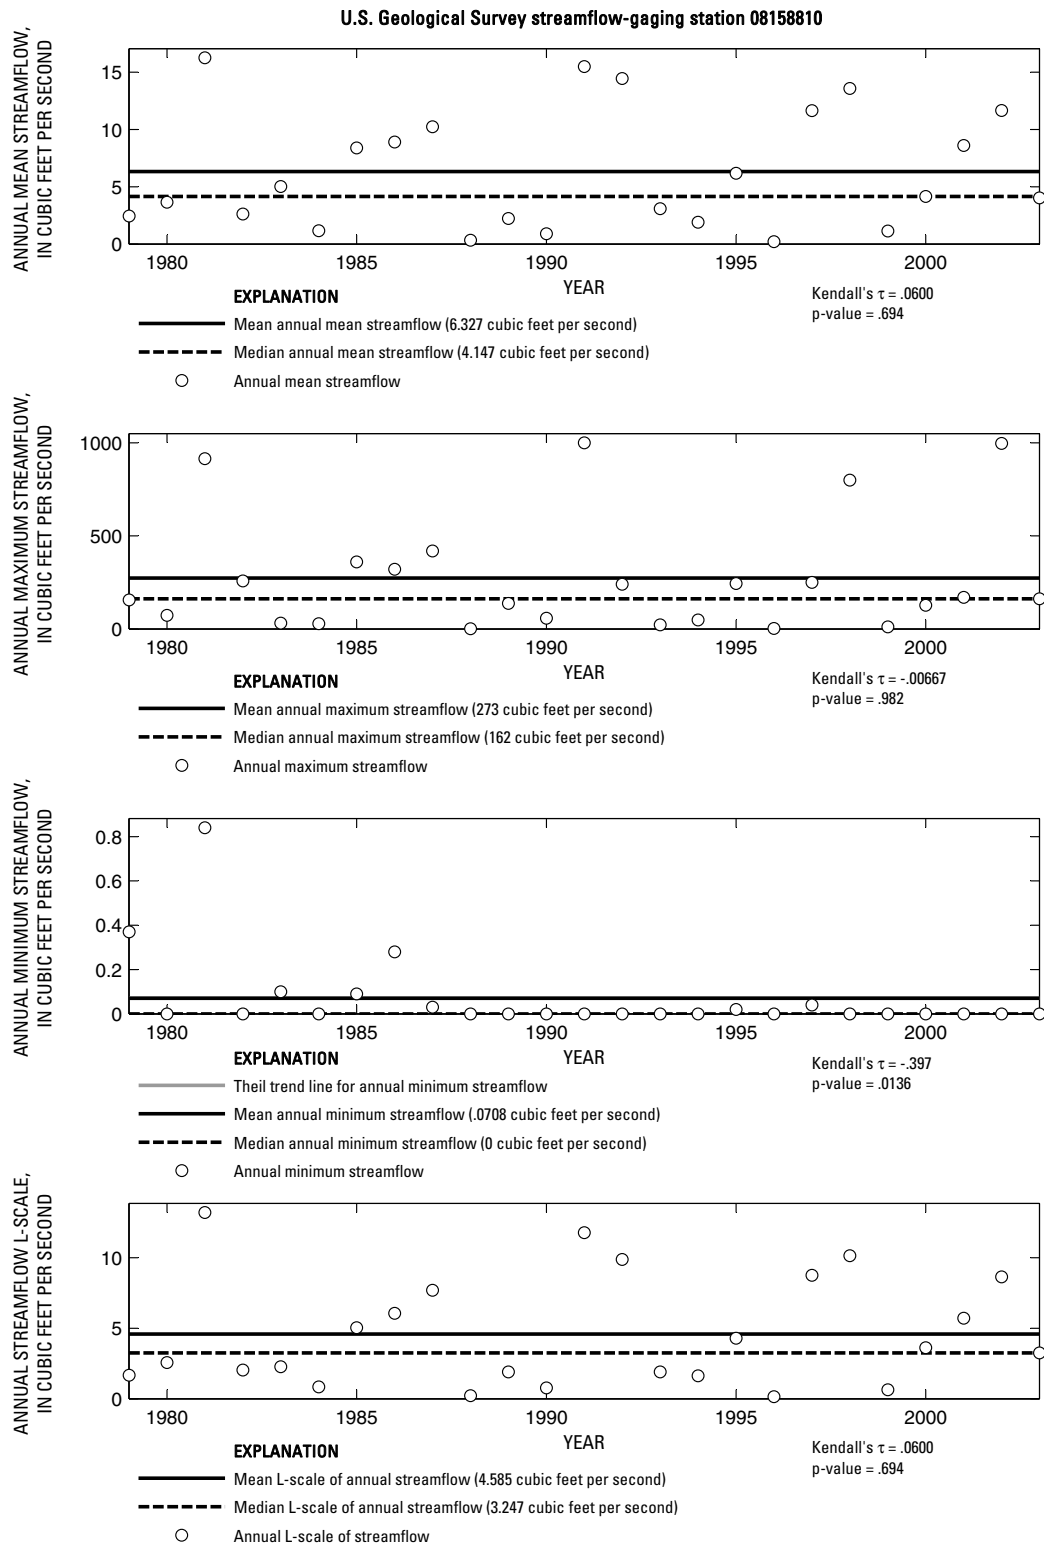 U.S. Geological Survey streamflow-gaging station 08158810
ANNUAL MEAN STREAMFLOW,
IN CUBIC FEET PER SECOND
15
10
5
0
1980 1985 1990 1995 2000
YEAR
Kendall's τ = .0600
p-value = .694
EXPLANATION
Mean annual mean streamflow (6.327 cubic feet per second)
Median annual mean streamflow (4.147 cubic feet per second)
Annual mean streamflow
ANNUAL MAXIMUM STREAMFLOW,
IN CUBIC FEET PER SECOND
1000
500
0
1980 1985 1990 1995 2000
YEAR
Kendall's τ = -.00667
p-value = .982
EXPLANATION
Mean annual maximum streamflow (273 cubic feet per second)
Median annual maximum streamflow (162 cubic feet per second)
Annual maximum streamflow
ANNUAL MINIMUM STREAMFLOW,
IN CUBIC FEET PER SECOND
0.8
0.6
0.4
0.2
0
1980 1985 1990 1995 2000
YEAR
Kendall's τ = -.397
p-value = .0136
EXPLANATION
Theil trend line for annual minimum streamflow
Mean annual minimum streamflow (.0708 cubic feet per second)
Median annual minimum streamflow (0 cubic feet per second)
Annual minimum streamflow
ANNUAL STREAMFLOW L-SCALE,
IN CUBIC FEET PER SECOND
10
5
0
1980 1985 1990 1995 2000
YEAR
Kendall's τ = .0600
p-value = .694
EXPLANATION
Mean L-scale of annual streamflow (4.585 cubic feet per second)
Median L-scale of annual streamflow (3.247 cubic feet per second)
Annual L-scale of streamflow